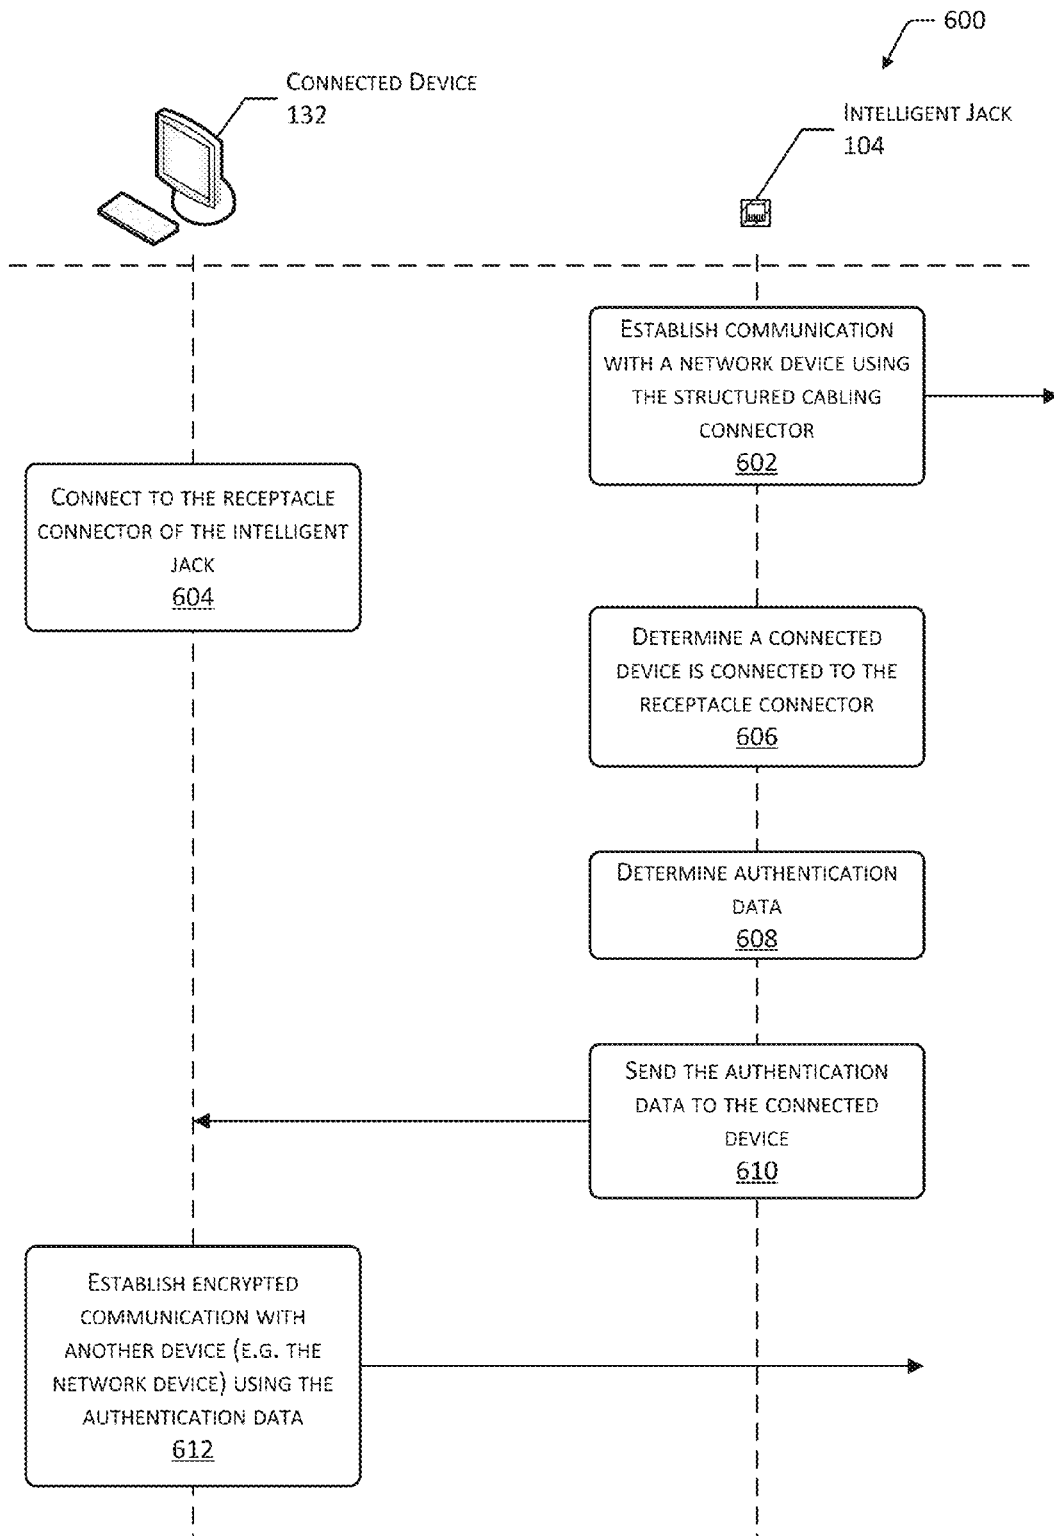 600
CONNECTED DEVICE
132
INTELLIGENT JACK
104
ESTABLISH COMMUNICATION
WITH A NETWORK DEVICE USING
THE STRUCTURED CABLING
CONNECTOR
602
CONNECT TO THE RECEPTACLE
CONNECTOR OF THE INTELLIGENT
JACK
604
DETERMINE A CONNECTED
DEVICE IS CONNECTED TO THE
RECEPTACLE CONNECTOR
606
DETERMINE AUTHENTICATION
DATA
608
SEND THE AUTHENTICATION
DATA TO THE CONNECTED
DEVICE
610
ESTABLISH ENCRYPTED
COMMUNICATION WITH
ANOTHER DEVICE (E.G. THE
NETWORK DEVICE) USING THE
AUTHENTICATION DATA
612